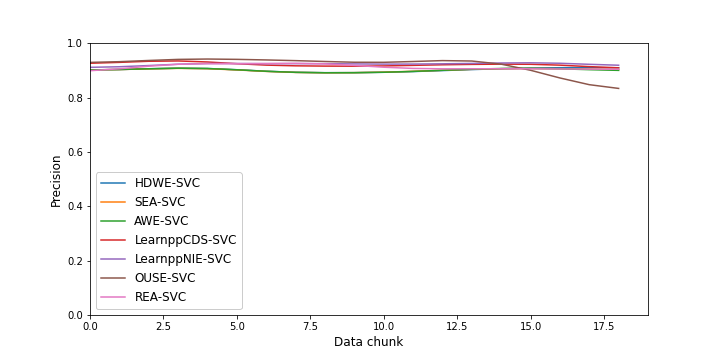 1.0
0.8
0.6
0.4
0.2
0.0
Precision
HDWE-SVC
SEA-SVC
AWE-SVC
LearnppCDS-SVC
LearnppNIE-SVC
OUSE-SVC
REA-SVC
0.0 2.5 5.0 7.5 10.0 12.5 15.0 17.5
Data chunk